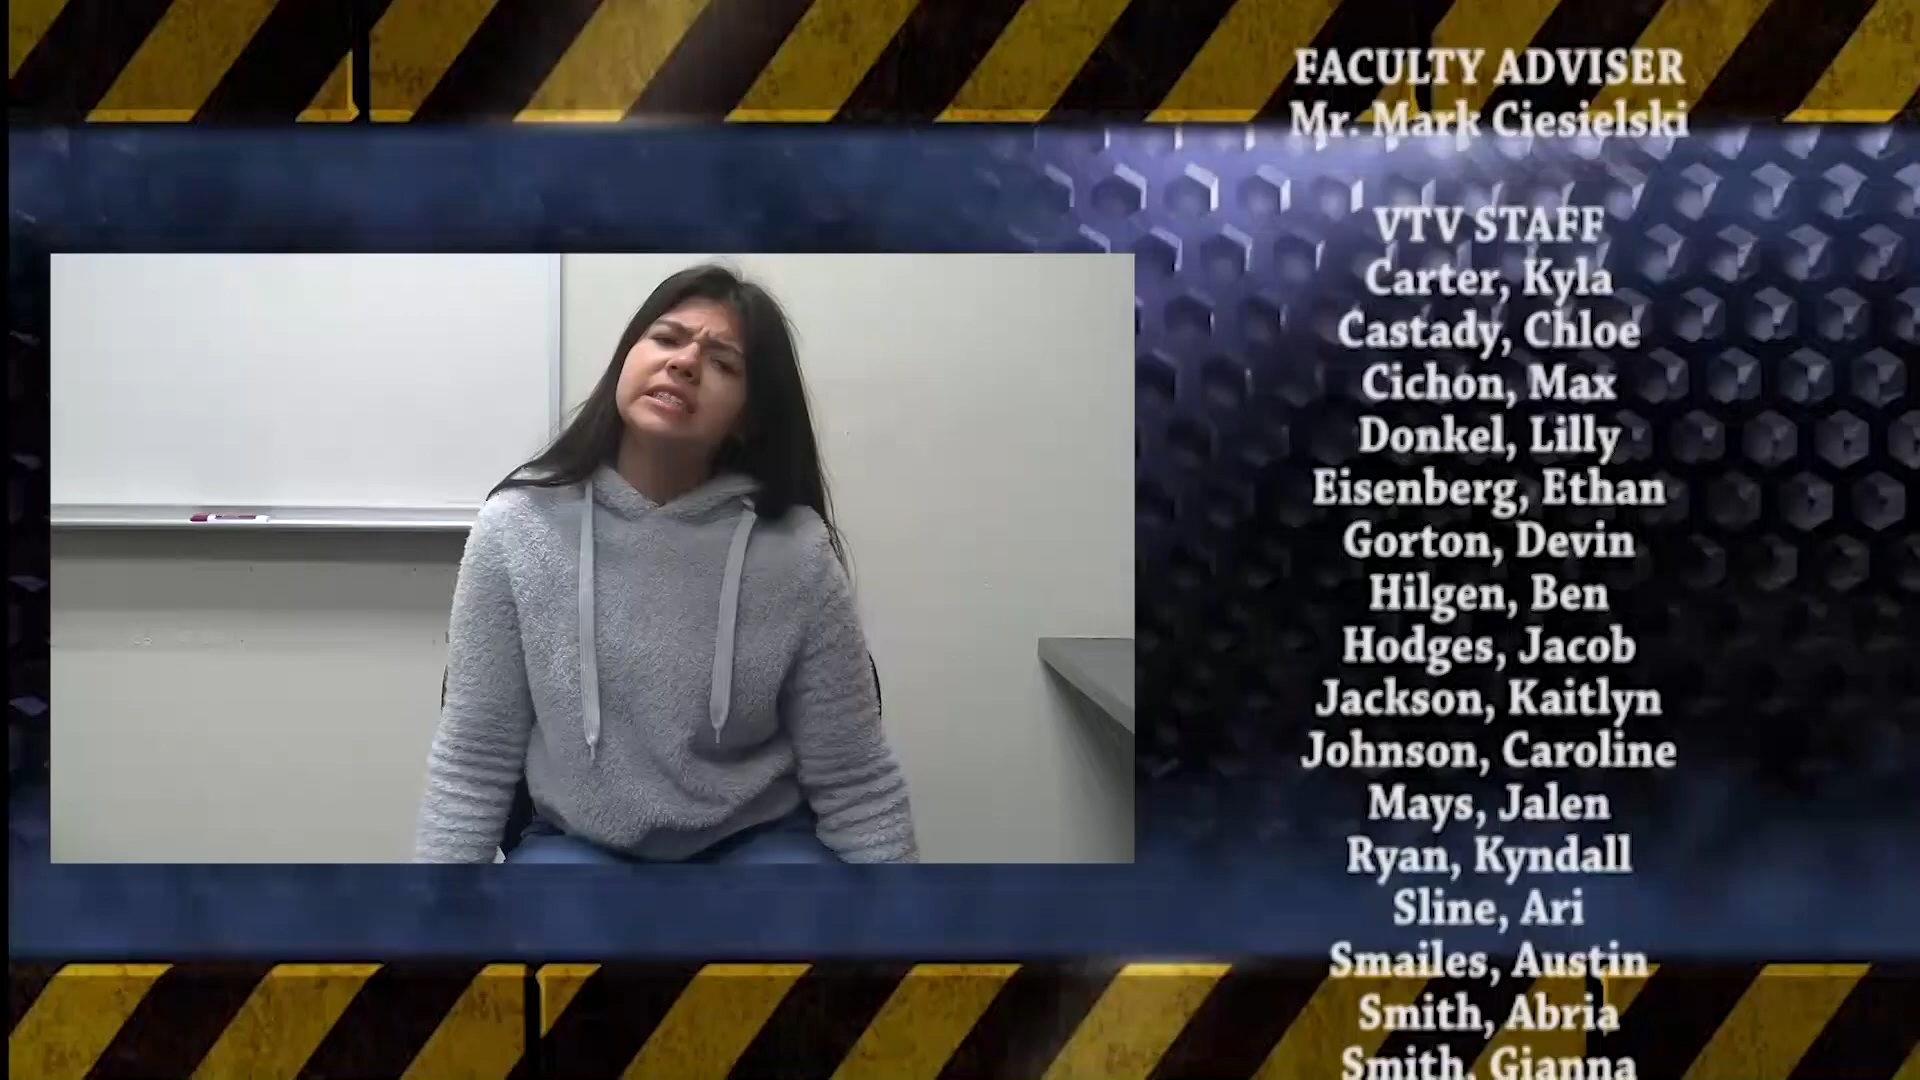 FACULTY ADVISER
Mr. Mark Ciesielski
VTV STAFF
Carter, Kyla
Castady, Chloe
Cichon, Max
Donkel, Lilly
Eisenberg, Ethan
Gorton, Devin
Hilgen, Ben
Hodges, Jacob
Jackson, Kaitlyn
Johnson, Caroline
Mays, Jalen
Ryan, Kyndall
Sline, Ari
Smailes, Austin
Smith, Abria
Smith, Gianna